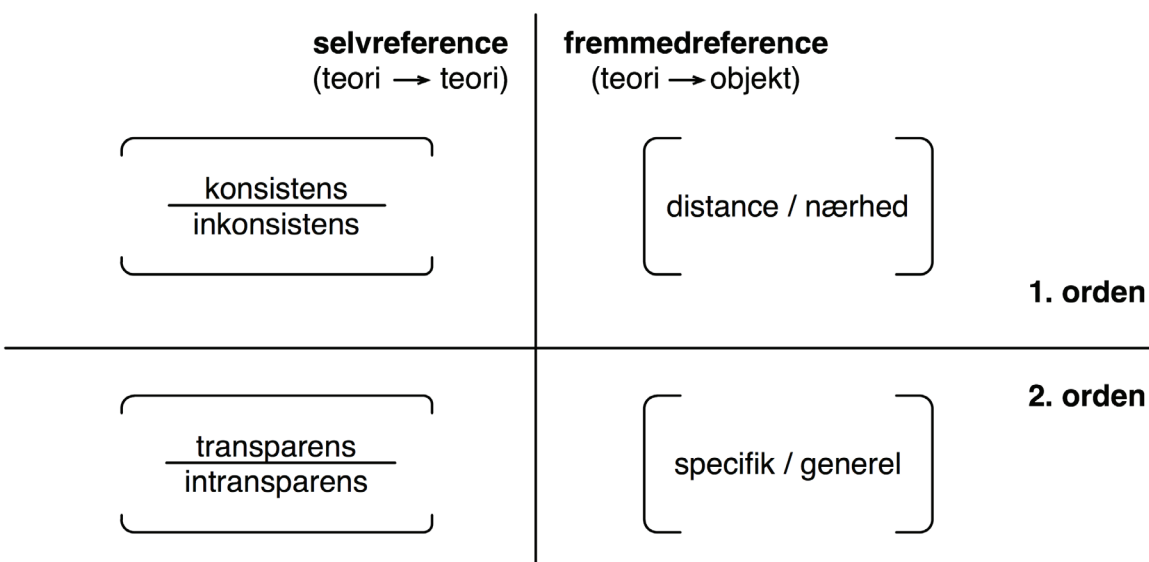 selvreference
(teori → teori)
fremmedreference
(teori → objekt)
konsistens
inkonsistens
distance / nærhed
1. orden
2. orden
transparens
intransparens
specifik / generel